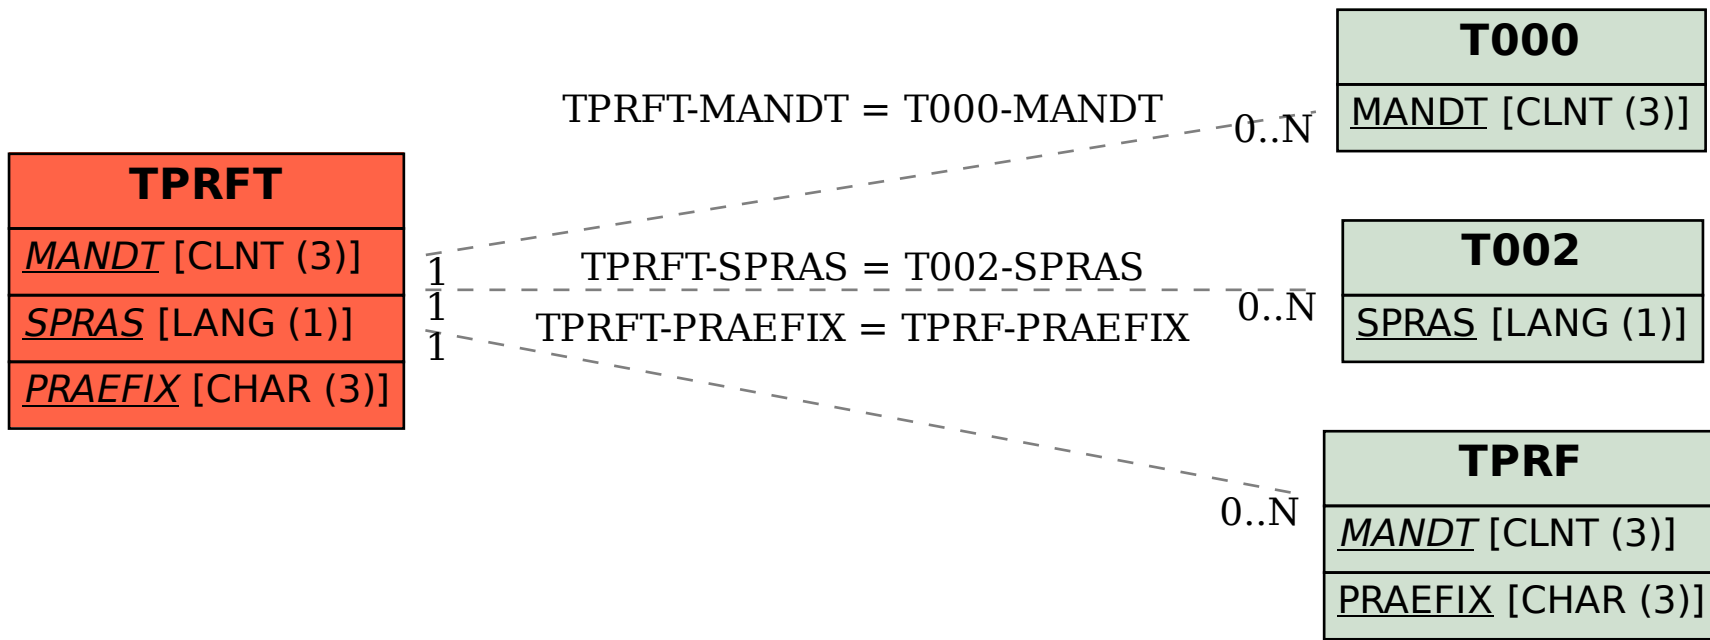 TPRFT
MANDT [CLNT (3)]
SPRAS [LANG (1)]
PRAEFIX [CHAR (3)]
TPRFT-MANDT = T000-MANDT
0..N
1
TPRFT-SPRAS = T002-SPRAS
1
0..N
TPRFT-PRAEFIX = TPRF-PRAEFIX
1
0..N
T000
MANDT [CLNT (3)]
T002
SPRAS [LANG (1)]
TPRF
MANDT [CLNT (3)]
PRAEFIX [CHAR (3)]